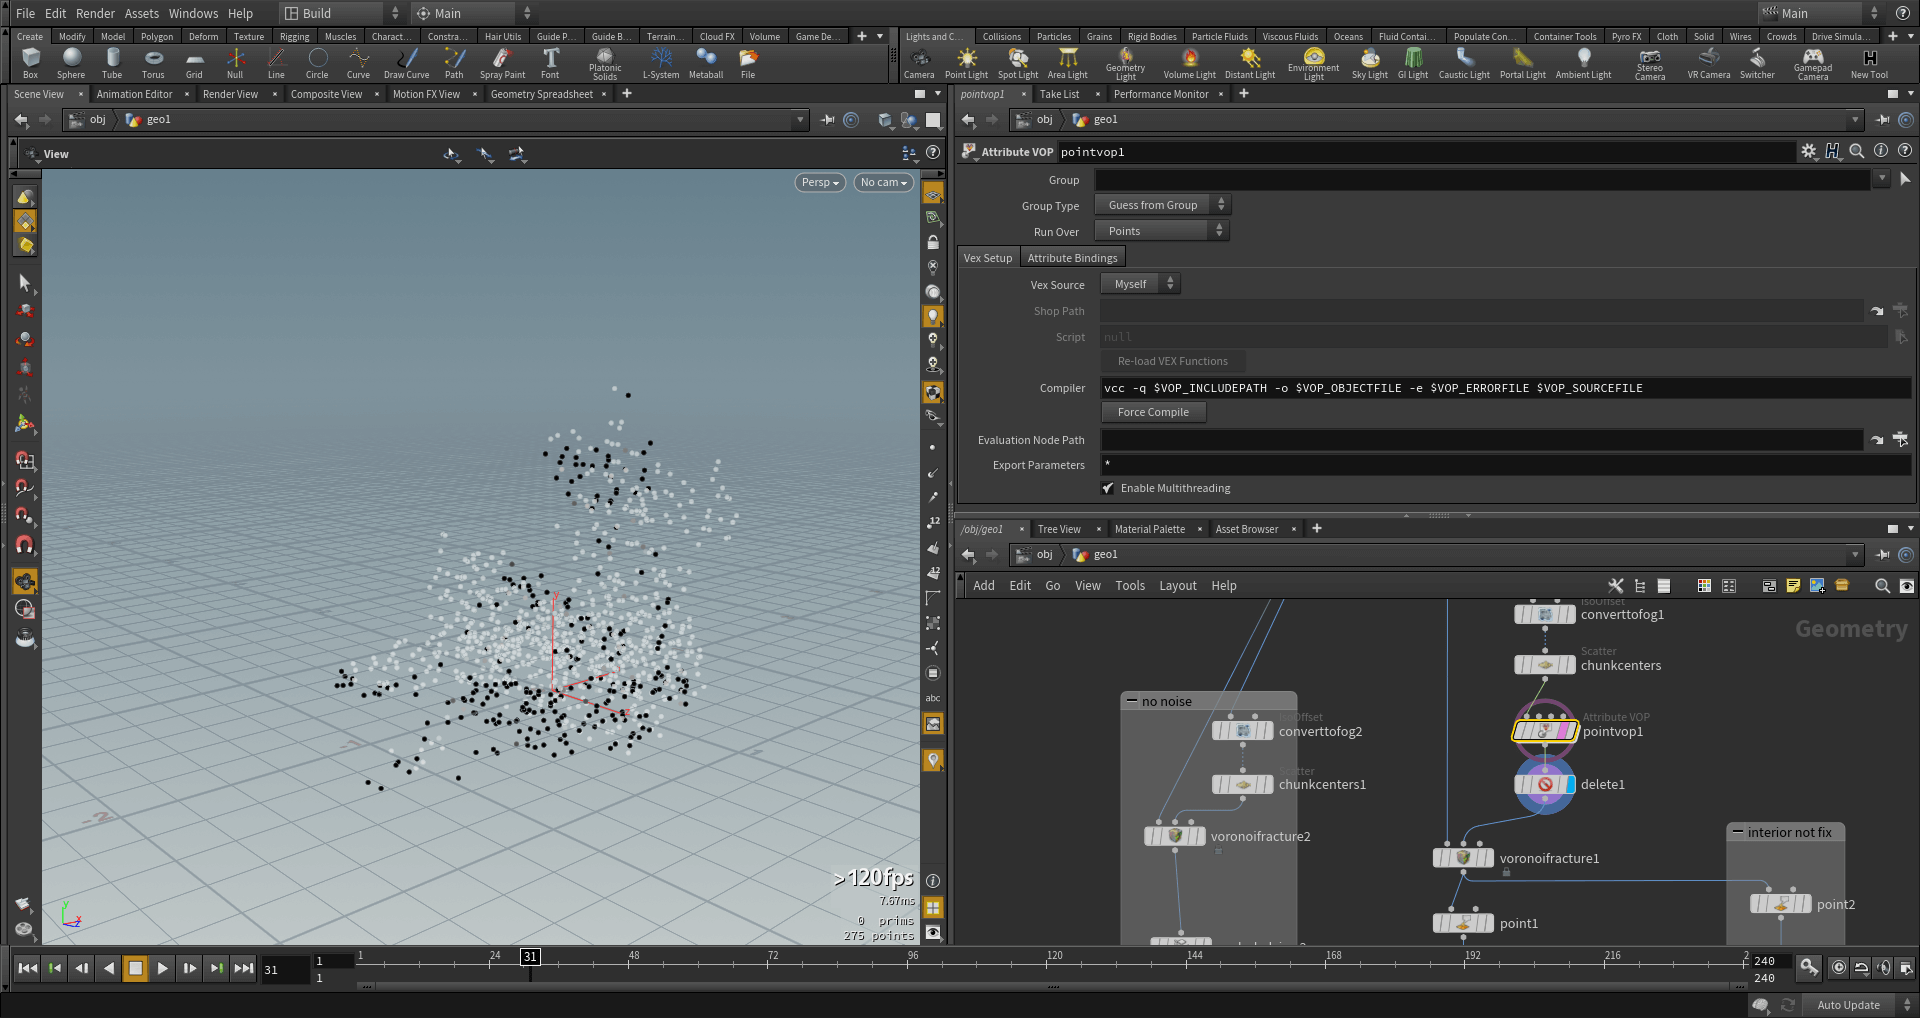 File Edit Render Assets Windows Help Build Main Main
Create Modify Model Polygon Deform Texture Rigging Muscles Charact... Constra... Hair Utils Guide P... Guide B... Terrain... Cloud FX Volume Game De...
Lights and C... Collisions Particles Grains Rigid Bodies Particle Fluids Viscous Fluids Oceans Fluid Contai... Populate Con... Container Tools Pyro FX Cloth Solid Wires Crowds Drive Simula...
Box Sphere Tube Torus Grid Null Line Circle Curve Draw Curve Path Spray Paint Font Platonic Solids L-System Metaball File
Camera Point Light Spot Light Area Light Geometry Light Volume Light Distant Light Environment Light Sky Light GI Light Caustic Light Portal Light Ambient Light Stereo Camera VR Camera Switcher Gamepad Camera New Tool
Scene View Animation Editor Render View Composite View Motion FX View Geometry Spreadsheet
pointvop1 Take List Performance Monitor
obj geo1
obj geo1
View
Persp No cam
Attribute VOP pointvop1
Group
Group Type Guess from Group
Run Over Points
Vex Setup Attribute Bindings
Vex Source Myself
Shop Path
Script null
Re-load VEX Functions
Compiler vcc -q $VOP_INCLUDEPATH -o $VOP_OBJECTFILE -e $VOP_ERRORFILE $VOP_SOURCEFILE
Force Compile
Evaluation Node Path
Export Parameters *
Enable Multithreading
12
12
abc
y
-2
>120fps
7.67ms
0 prims
275 points
/obj/geo1 Tree View Material Palette Asset Browser
obj geo1
Add Edit Go View Tools Layout Help
Geometry
IsoOffset
converttofog1
Scatter
chunkcenters
Attribute VOP
pointvop1
delete1
no noise
IsoOffset
converttofog2
Scatter
chunkcenters1
voronoifracture2
voronoifracture1
point1
interior not fix
point2
31 1 1 1 24 31 48 72 96 120 144 168 192 216 2 240 240
Auto Update